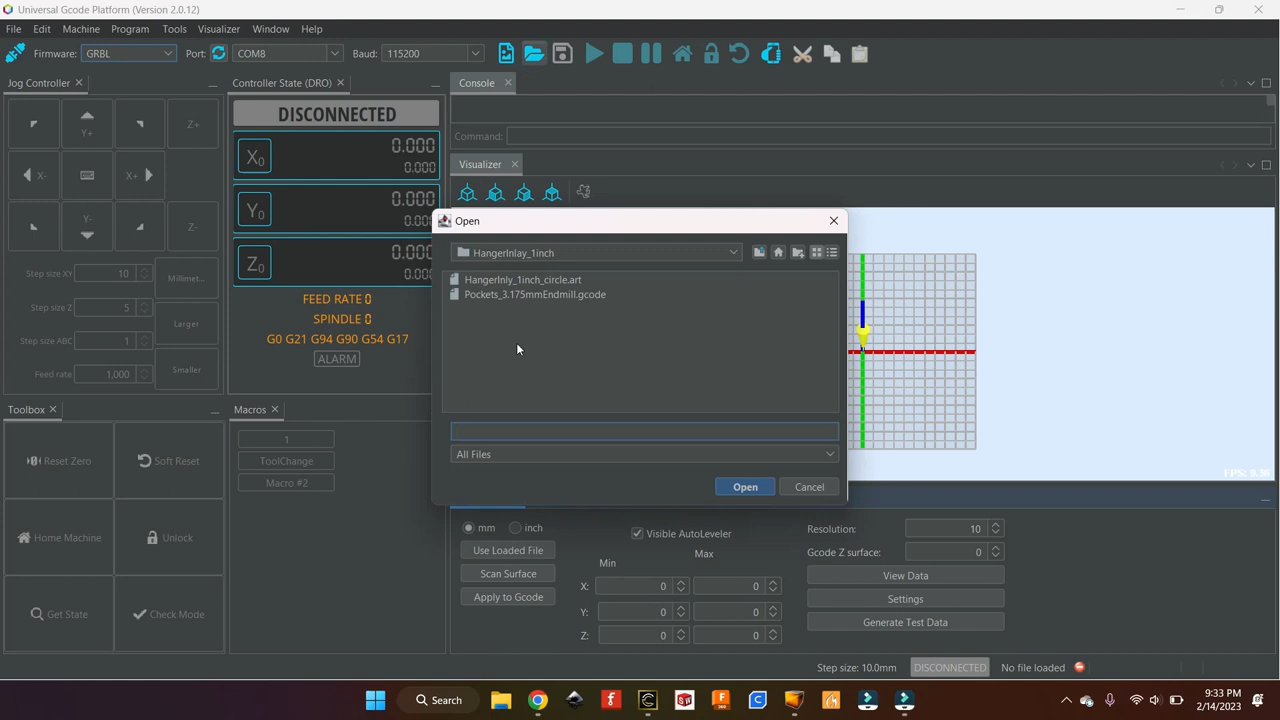 Universal Gcode Platform (Version 2.0.12)
File Edit Machine Program Tools Visualizer Window Help
Firmware: GRBL Port: COM8 Baud: 115200
Jog Controller
Controller State (DRO)
Console
Y+
Z+
X-
X+
Y-
Z-
Step size XY 10 Millimet...
Step size Z 5 Larger
Step size ABC 1 Smaller
Feed rate 1,000
DISCONNECTED
X0 0.000
0.000
Y0 0.000
0.000
Z0 0.000
0.000
FEED RATE 0
SPINDLE 0
G0 G21 G94 G90 G54 G17
ALARM
Command:
Visualizer
Open
HangerInlay_1inch
HangerInly_1inch_circle.art
Pockets_3.175mmEndmill.gcode
All Files
Open Cancel
Toolbox
Macros
Reset Zero Soft Reset
Home Machine Unlock
Get State Check Mode
1
ToolChange
Macro #2
mm inch
Use Loaded File
Scan Surface
Apply to Gcode
Visible AutoLeveler
Min Max
X: 0 0
Y: 0 0
Z: 0 0
Resolution: 10
Gcode Z surface: 0
View Data
Settings
Generate Test Data
Step size: 10.0mm DISCONNECTED No file loaded
Search
9:33 PM
2/14/2023